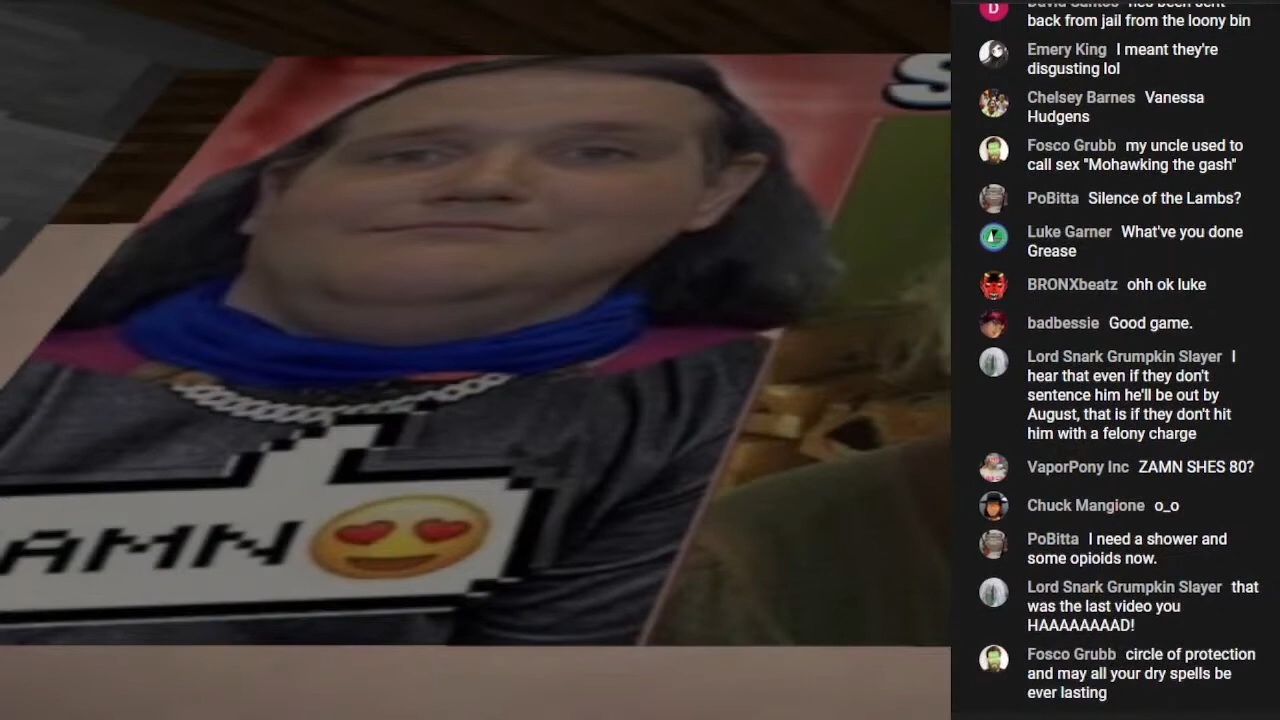 S
AMN
back from jail from the loony bin
Emery King I meant they're
disgusting lol
Chelsey Barnes Vanessa
Hudgens
Fosco Grubb my uncle used to
call sex "Mohawking the gash"
PoBitta Silence of the Lambs?
Luke Garner What've you done
Grease
BRONXbeatz ohh ok luke
badbessie Good game.
Lord Snark Grumpkin Slayer I
hear that even if they don't
sentence him he'll be out by
August, that is if they don't hit
him with a felony charge
VaporPony Inc ZAMN SHES 80?
Chuck Mangione o_o
PoBitta I need a shower and
some opioids now.
Lord Snark Grumpkin Slayer that
was the last video you
HAAAAAAAAD!
Fosco Grubb circle of protection
and may all your dry spells be
ever lasting